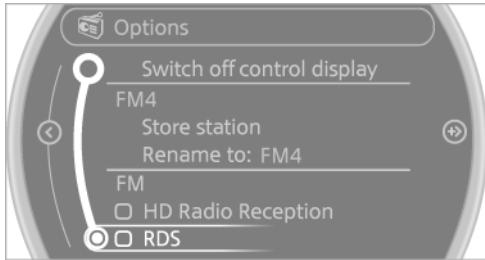 Options
Switch off control display
FM4
Store station
Rename to: FM4
FM
HD Radio Reception
RDS